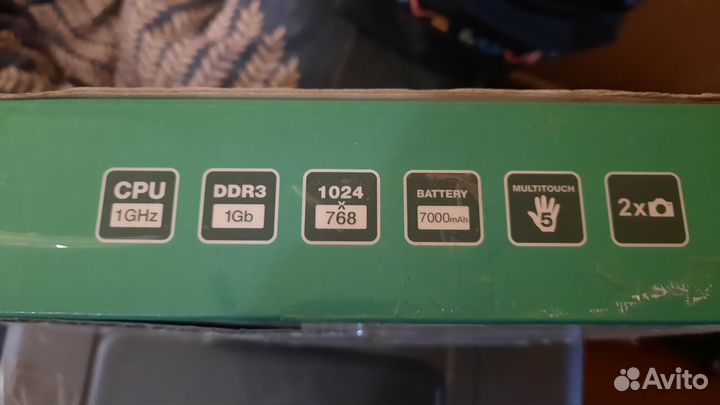 CPU
1GHz
DDR3
1Gb
1024
x
768
BATTERY
7000mAh
MULTITOUCH
5
2x
Avito